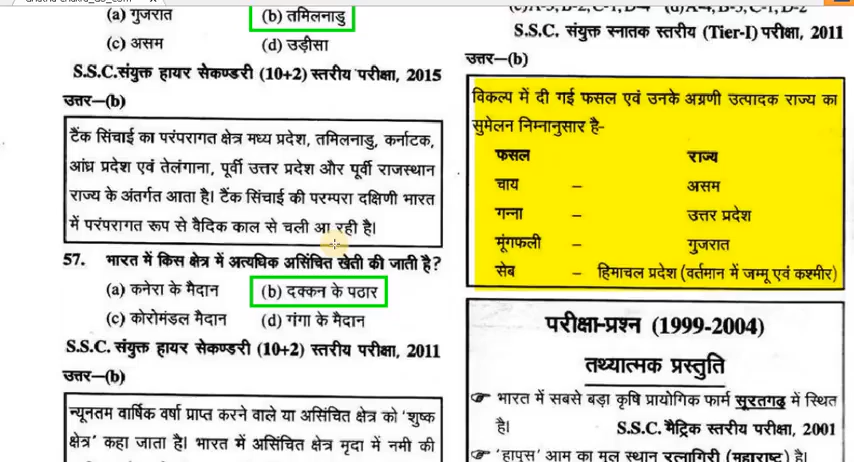 (a) गुजरात (b) तमिलनाडु
(c) असम (d) उड़ीसा
S.S.C.संयुक्त हायर सेकण्डरी (10+2) स्तरीय परीक्षा, 2015
उत्तर—(b)
टैंक सिंचाई का परंपरागत क्षेत्र मध्य प्रदेश, तमिलनाडु, कर्नाटक,
आंध्र प्रदेश एवं तेलंगाना, पूर्वी उत्तर प्रदेश और पूर्वी राजस्थान
राज्य के अंतर्गत आता है। टैंक सिंचाई की परम्परा दक्षिणी भारत
में परंपरागत रूप से वैदिक काल से चली आ रही है।
57. भारत में किस क्षेत्र में अत्यधिक असिंचित खेती की जाती है?
(a) कनेरा के मैदान (b) दक्कन के पठार
(c) कोरोमंडल मैदान (d) गंगा के मैदान
S.S.C. संयुक्त हायर सेकण्डरी (10+2) स्तरीय परीक्षा, 2011
उत्तर—(b)
न्यूनतम वार्षिक वर्षा प्राप्त करने वाले या असिंचित क्षेत्र को 'शुष्क
क्षेत्र' कहा जाता है। भारत में असिंचित क्षेत्र मृदा में नमी की
S.S.C. संयुक्त स्नातक स्तरीय (Tier-I) परीक्षा, 2011
उत्तर—(b)
विकल्प में दी गई फसल एवं उनके अग्रणी उत्पादक राज्य का
सुमेलन निम्नानुसार है-
फसल राज्य
चाय – असम
गन्ना – उत्तर प्रदेश
मूंगफली – गुजरात
सेब – हिमाचल प्रदेश (वर्तमान में जम्मू एवं कश्मीर)
परीक्षा-प्रश्न (1999-2004)
तथ्यात्मक प्रस्तुति
☞ भारत में सबसे बड़ा कृषि प्रायोगिक फार्म सूरतगढ़ में स्थित
है। S.S.C. मैट्रिक स्तरीय परीक्षा, 2001
☞ 'हापुस' आम का मूल स्थान रत्नागिरी (महाराष्ट्र) है।